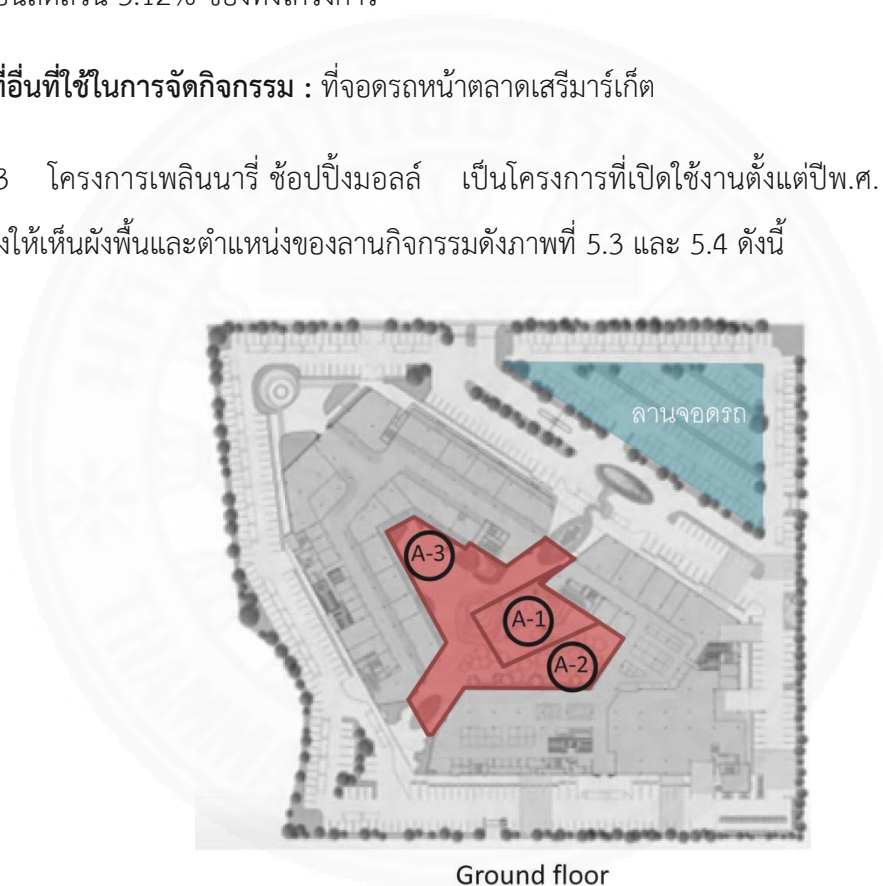 ที่อื่นที่ใช้ในการจัดกิจกรรม : ที่จอดรถหน้าตลาดเสรีมาร์เก็ต
3 โครงการเพลินนารี่ ช้อปปิ้งมอลล์ เป็นโครงการที่เปิดใช้งานตั้งแต่ปีพ.ศ.
ให้เห็นผังพื้นและตำแหน่งของลานกิจกรรมดังภาพที่ 5.3 และ 5.4 ดังนี้
ลานจอดรถ
A-3
A-1
A-2
Ground floor